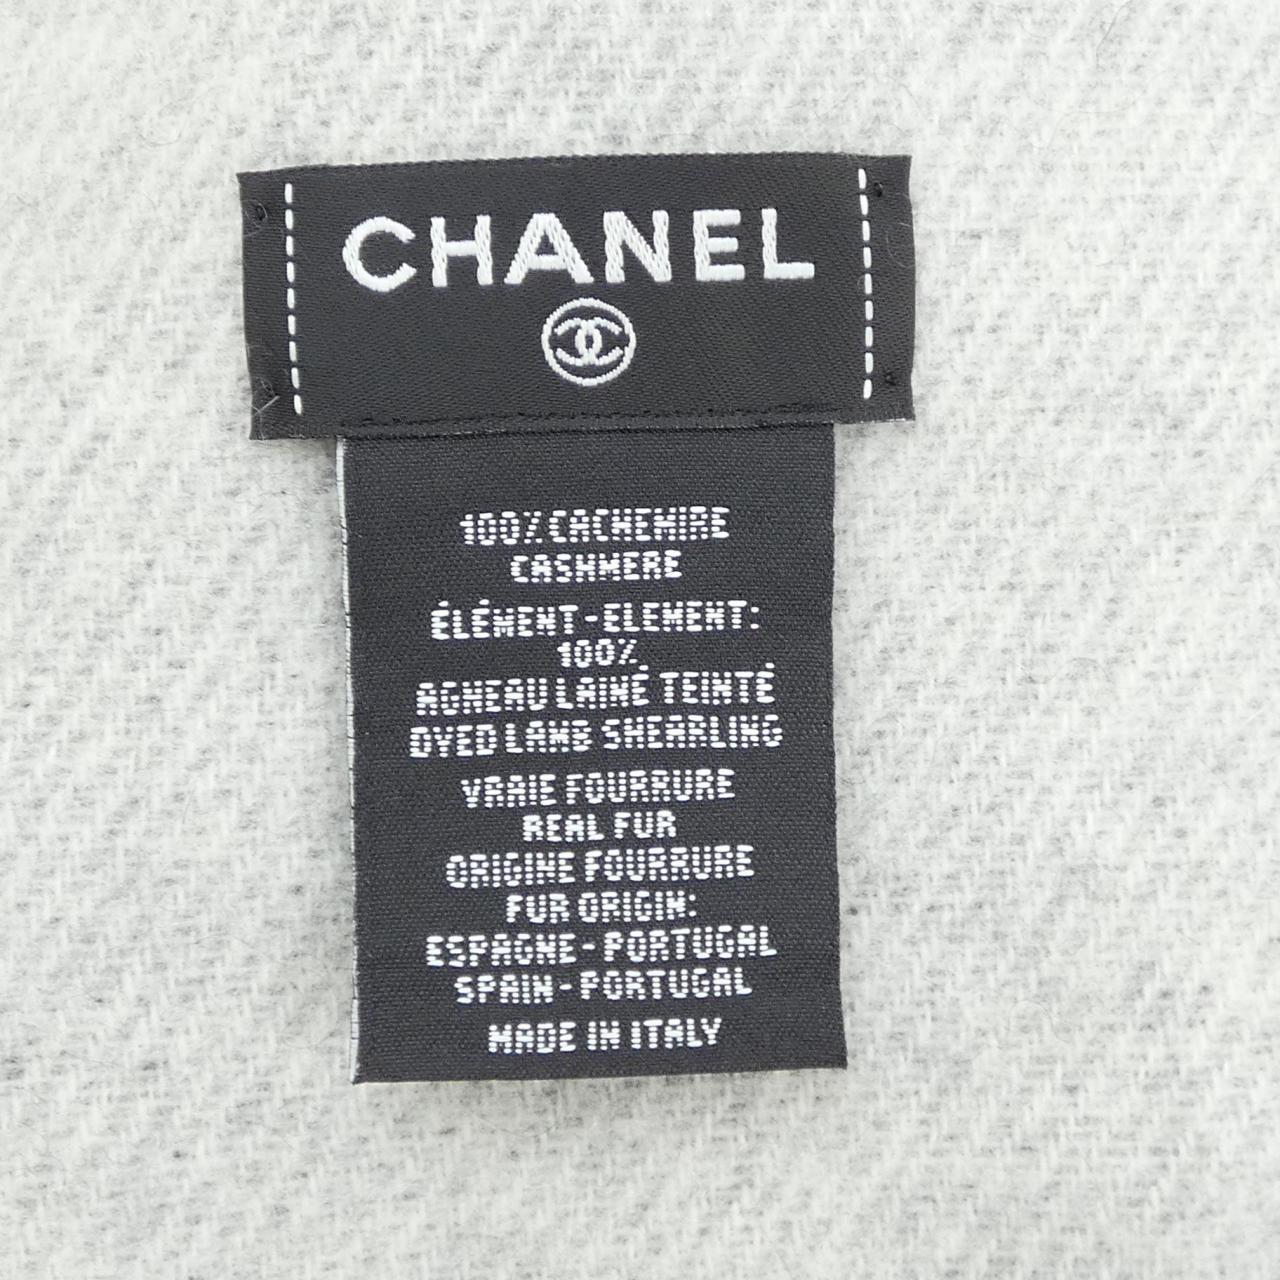 CHANEL
100% CACHEMIRE
CASHMERE
ÉLÉMENT-ELEMENT:
100%
AGNEAU LAINÉ TEINTÉ
DYED LAMB SHEARLING
VRAIE FOURRURE
REAL FUR
ORIGINE FOURRURE
FUR ORIGIN:
ESPAGNE-PORTUGAL
SPAIN-PORTUGAL
MADE IN ITALY